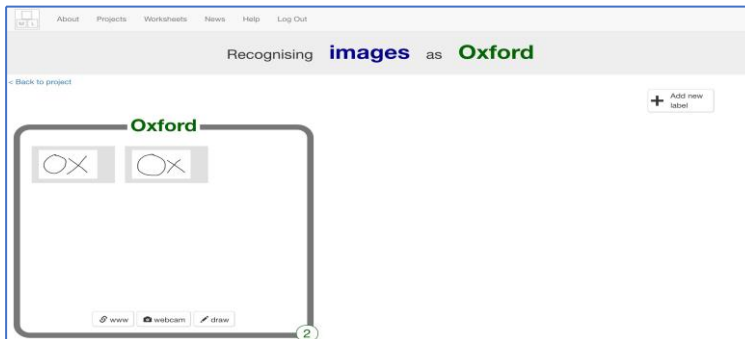 About Projects Worksheets News Help Log Out
Recognising images as Oxford
< Back to project
+ Add new
label
Oxford
OX OX
www webcam draw
2